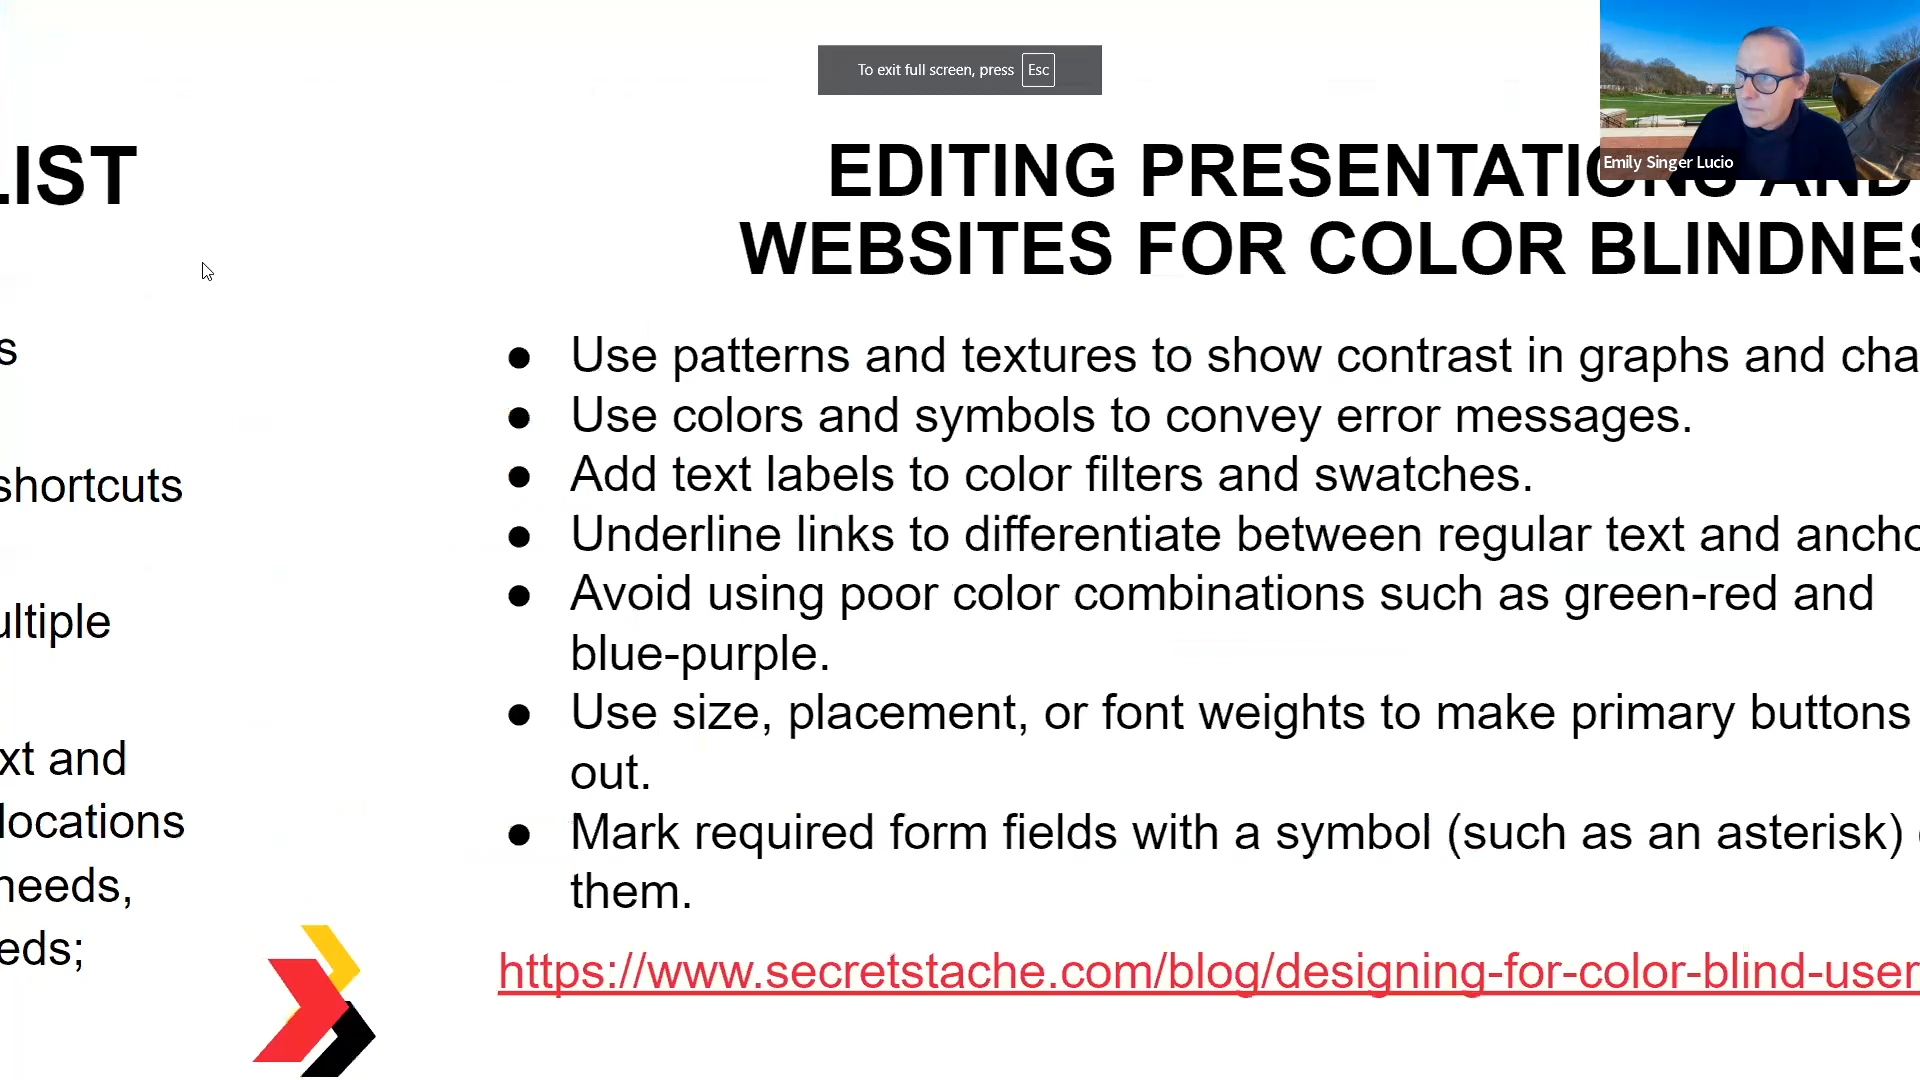 To exit full screen, press Esc
Emily Singer Lucio
LIST
s
shortcuts
ultiple
xt and
locations
needs,
eds;
EDITING PRESENTATIONS AND
WEBSITES FOR COLOR BLINDNES
● Use patterns and textures to show contrast in graphs and cha
● Use colors and symbols to convey error messages.
● Add text labels to color filters and swatches.
● Underline links to differentiate between regular text and ancho
● Avoid using poor color combinations such as green-red and
blue-purple.
● Use size, placement, or font weights to make primary buttons
out.
● Mark required form fields with a symbol (such as an asterisk)
them.
https://www.secretstache.com/blog/designing-for-color-blind-user